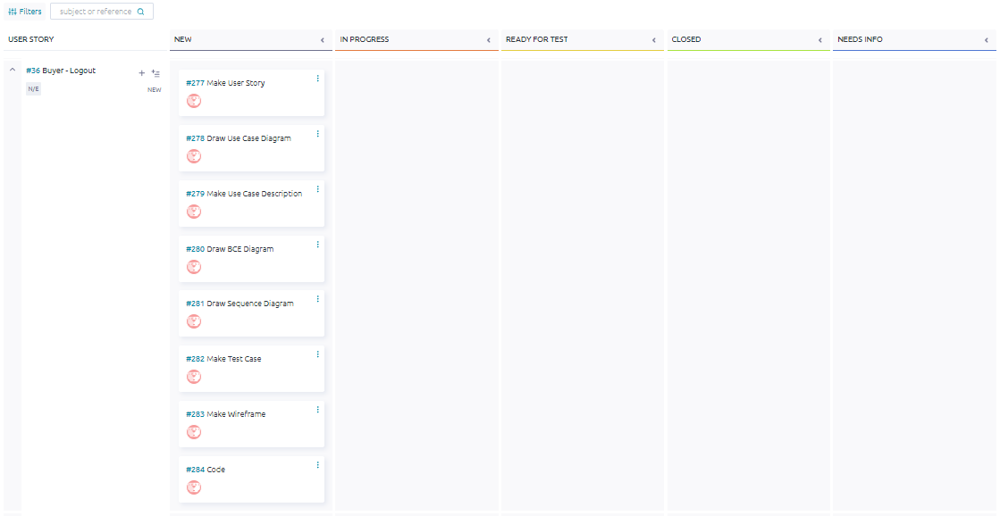 Filters
subject or reference
USER STORY
NEW
IN PROGRESS
READY FOR TEST
CLOSED
NEEDS INFO
#36 Buyer - Logout
N/E
NEW
#277 Make User Story
#278 Draw Use Case Diagram
#279 Make Use Case Description
#280 Draw BCE Diagram
#281 Draw Sequence Diagram
#282 Make Test Case
#283 Make Wireframe
#284 Code